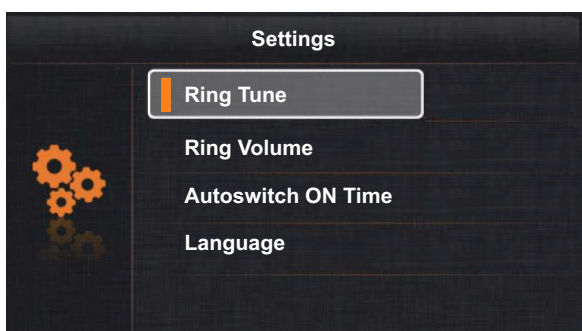 Settings
Ring Tune
Ring Volume
Autoswitch ON Time
Language